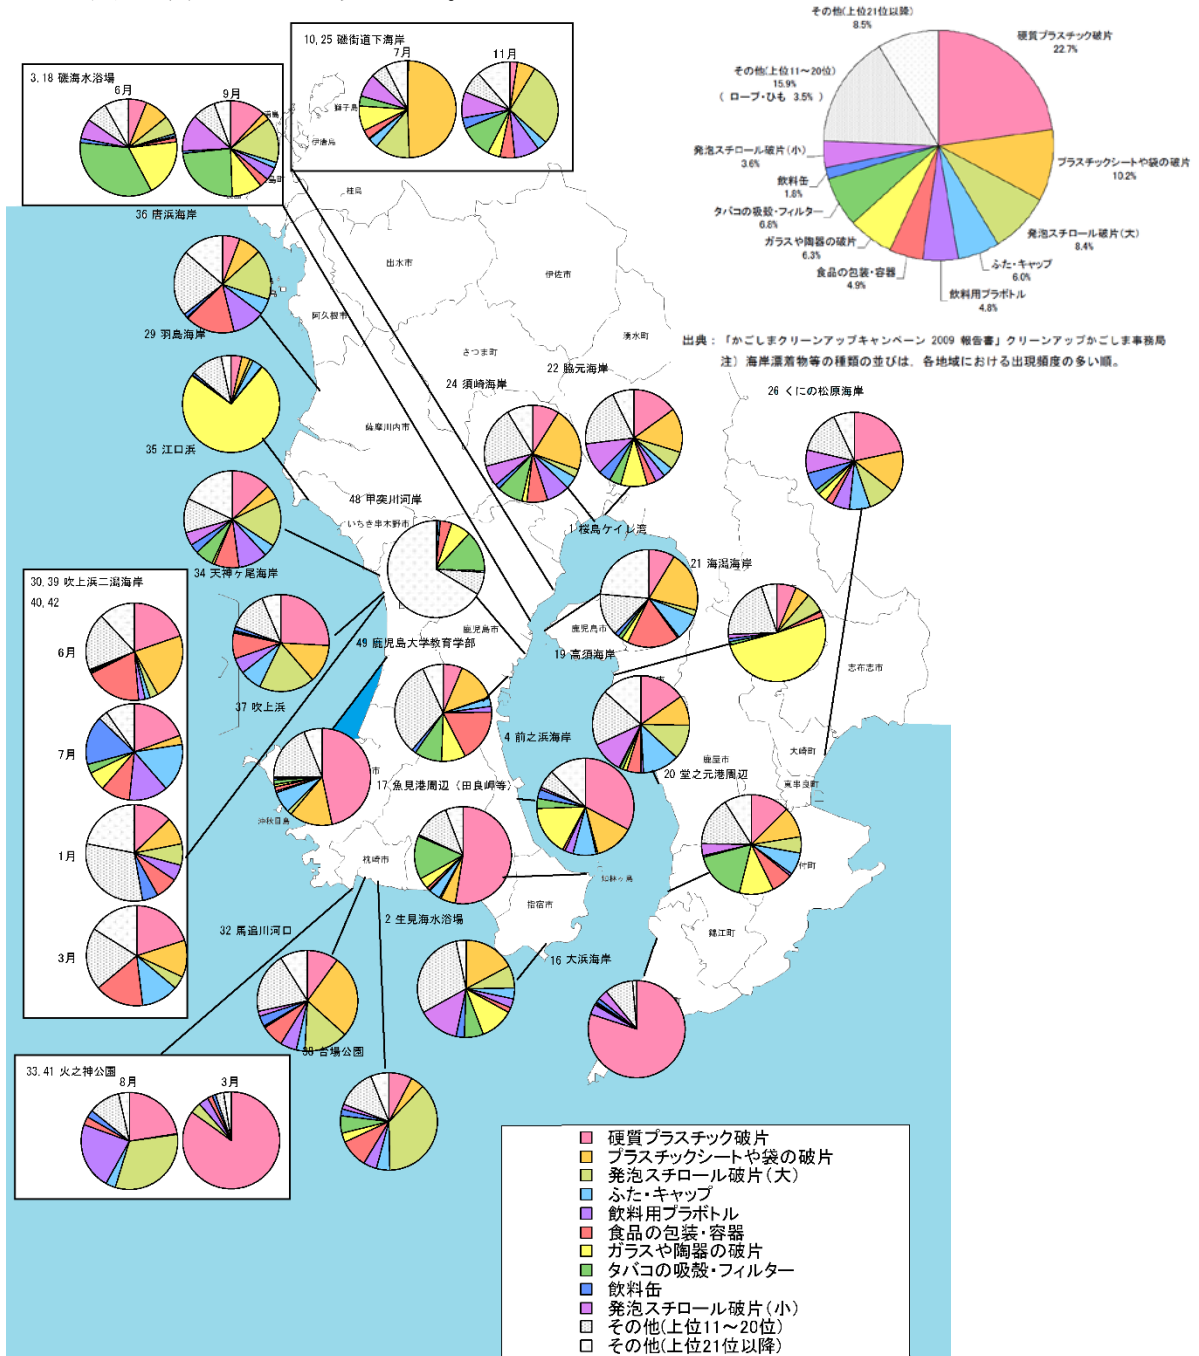 その他(上位21位以降)
8.5%
硬質プラスチック破片
22.7%
その他(上位11～20位)
15.9%
( ロープ・ひも 3.5% )
発泡スチロール破片(小)
3.6%
プラスチックシートや袋の破片
10.2%
飲料缶
1.8%
タバコの吸殻・フィルター
6.8%
発泡スチロール破片(大)
8.4%
ガラスや陶器の破片
6.3%
ふた・キャップ
6.0%
食品の包装・容器
4.9%
飲料用プラボトル
4.8%
出典：「かごしまクリーンアップキャンペーン 2009 報告書」クリーンアップかごしま事務局
注）海岸漂着物等の種類の並びは、各地域における出現頻度の多い順。
10,25 磯街道下海岸
7月
11月
3,18 磯海水浴場
6月
9月
獅子島
伊唐島
桂島
36 唐浜海岸
出水市
伊佐市
阿久根市
湧水町
29 羽島海岸
さつま町
22 脇元海岸
24 須崎海岸
26 くにの松原海岸
薩摩川内市
35 江口浜
48 甲突川河岸
いちき串木野市
1 桜島ケイレ湾
34 天神ヶ尾海岸
21 海潟海岸
30,39 吹上浜二潟海岸
40,42
6月
7月
1月
3月
鹿児島市
鹿児島市
49 鹿児島大学教育学部
19 高須海岸
志布志市
37 吹上浜
4 前之浜海岸
鹿屋市
大崎町
東串良町
17 魚見港周辺（田良岬等）
20 堂之元港周辺
沖秋目島
枕崎市
知林ヶ島
付町
指宿市
錦江町
2 生見海水浴場
32 馬追川河口
16 大浜海岸
38 台場公園
33,41 火之神公園
8月
3月
硬質プラスチック破片
プラスチックシートや袋の破片
発泡スチロール破片(大)
ふた・キャップ
飲料用プラボトル
食品の包装・容器
ガラスや陶器の破片
タバコの吸殻・フィルター
飲料缶
発泡スチロール破片(小)
その他(上位11～20位)
その他(上位21位以降)